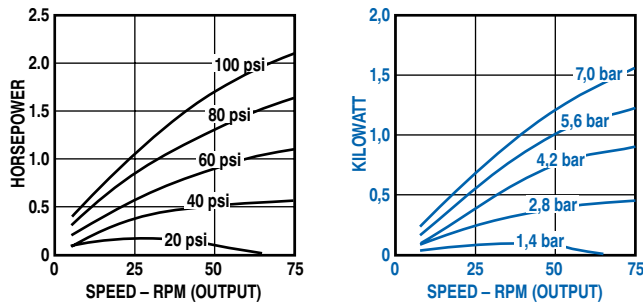 HORSEPOWER
2.5
2.0
1.5
1.0
0.5
0
100 psi
80 psi
60 psi
40 psi
20 psi
0 25 50 75
SPEED – RPM (OUTPUT)
KILOWATT
2,0
1,5
1,0
0,5
0
7,0 bar
5,6 bar
4,2 bar
2,8 bar
1,4 bar
0 25 50 75
SPEED – RPM (OUTPUT)